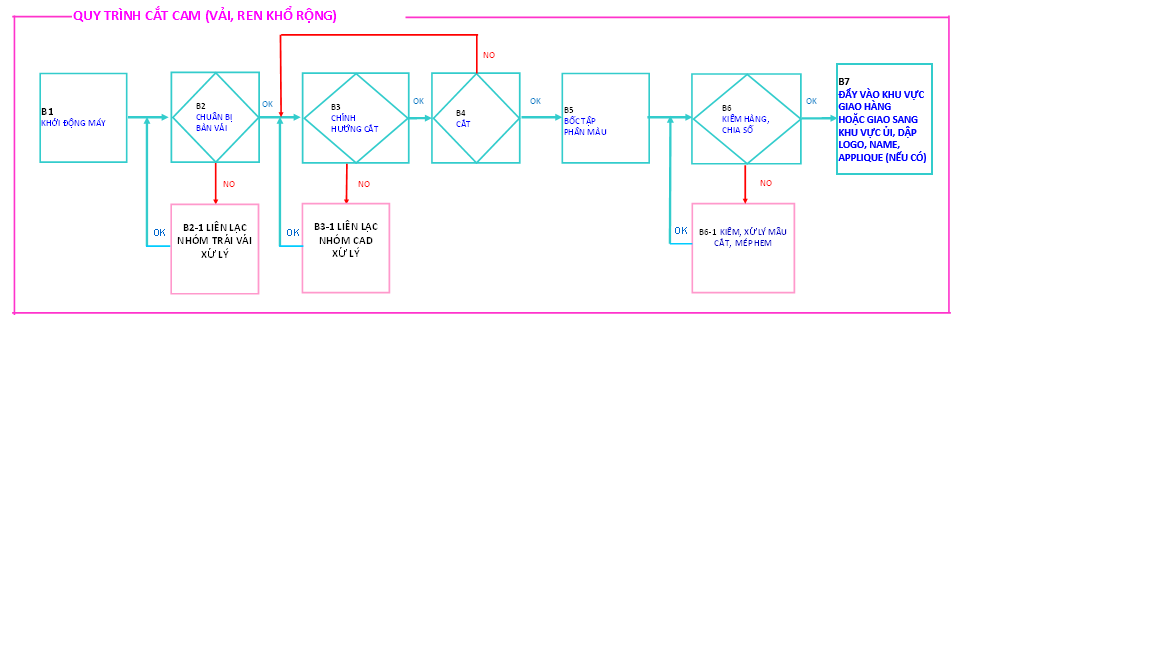 QUY TRÌNH CẮT CAM (VẢI, REN KHỔ RỘNG)
B1
KHỞI ĐỘNG MÁY
B2
CHUẨN BỊ
BÀN VẢI
OK
NO
B2-1 LIÊN LẠC
NHÓM TRẢI VẢI
XỬ LÝ
OK
B3
CHỈNH
HƯỚNG CẮT
OK
NO
B3-1 LIÊN LẠC
NHÓM CAD
XỬ LÝ
OK
B4
CẮT
NO
OK
B5
BỐC TẬP
PHẦN MÀU
B6
KIỂM HÀNG,
CHIA SỐ
OK
NO
B6-1 KIỂM, XỬ LÝ MẪU
CẮT, MÉP HEM
OK
B7
ĐẨY VÀO KHU VỰC
GIAO HÀNG
HOẶC GIAO SANG
KHU VỰC ỦI, DẬP
LOGO, NAME,
APPLIQUE (NẾU CÓ)